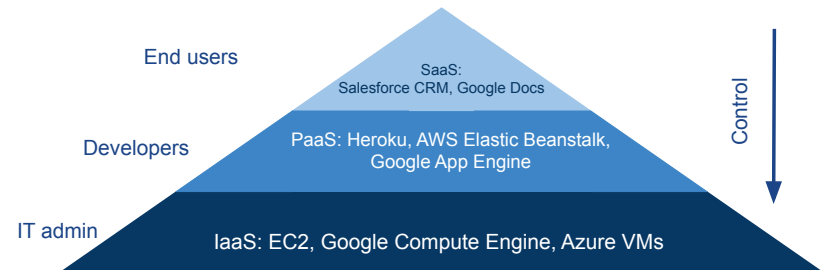 End users
SaaS:
Salesforce CRM, Google Docs
Developers
PaaS: Heroku, AWS Elastic Beanstalk,
Google App Engine
IT admin
IaaS: EC2, Google Compute Engine, Azure VMs
Control